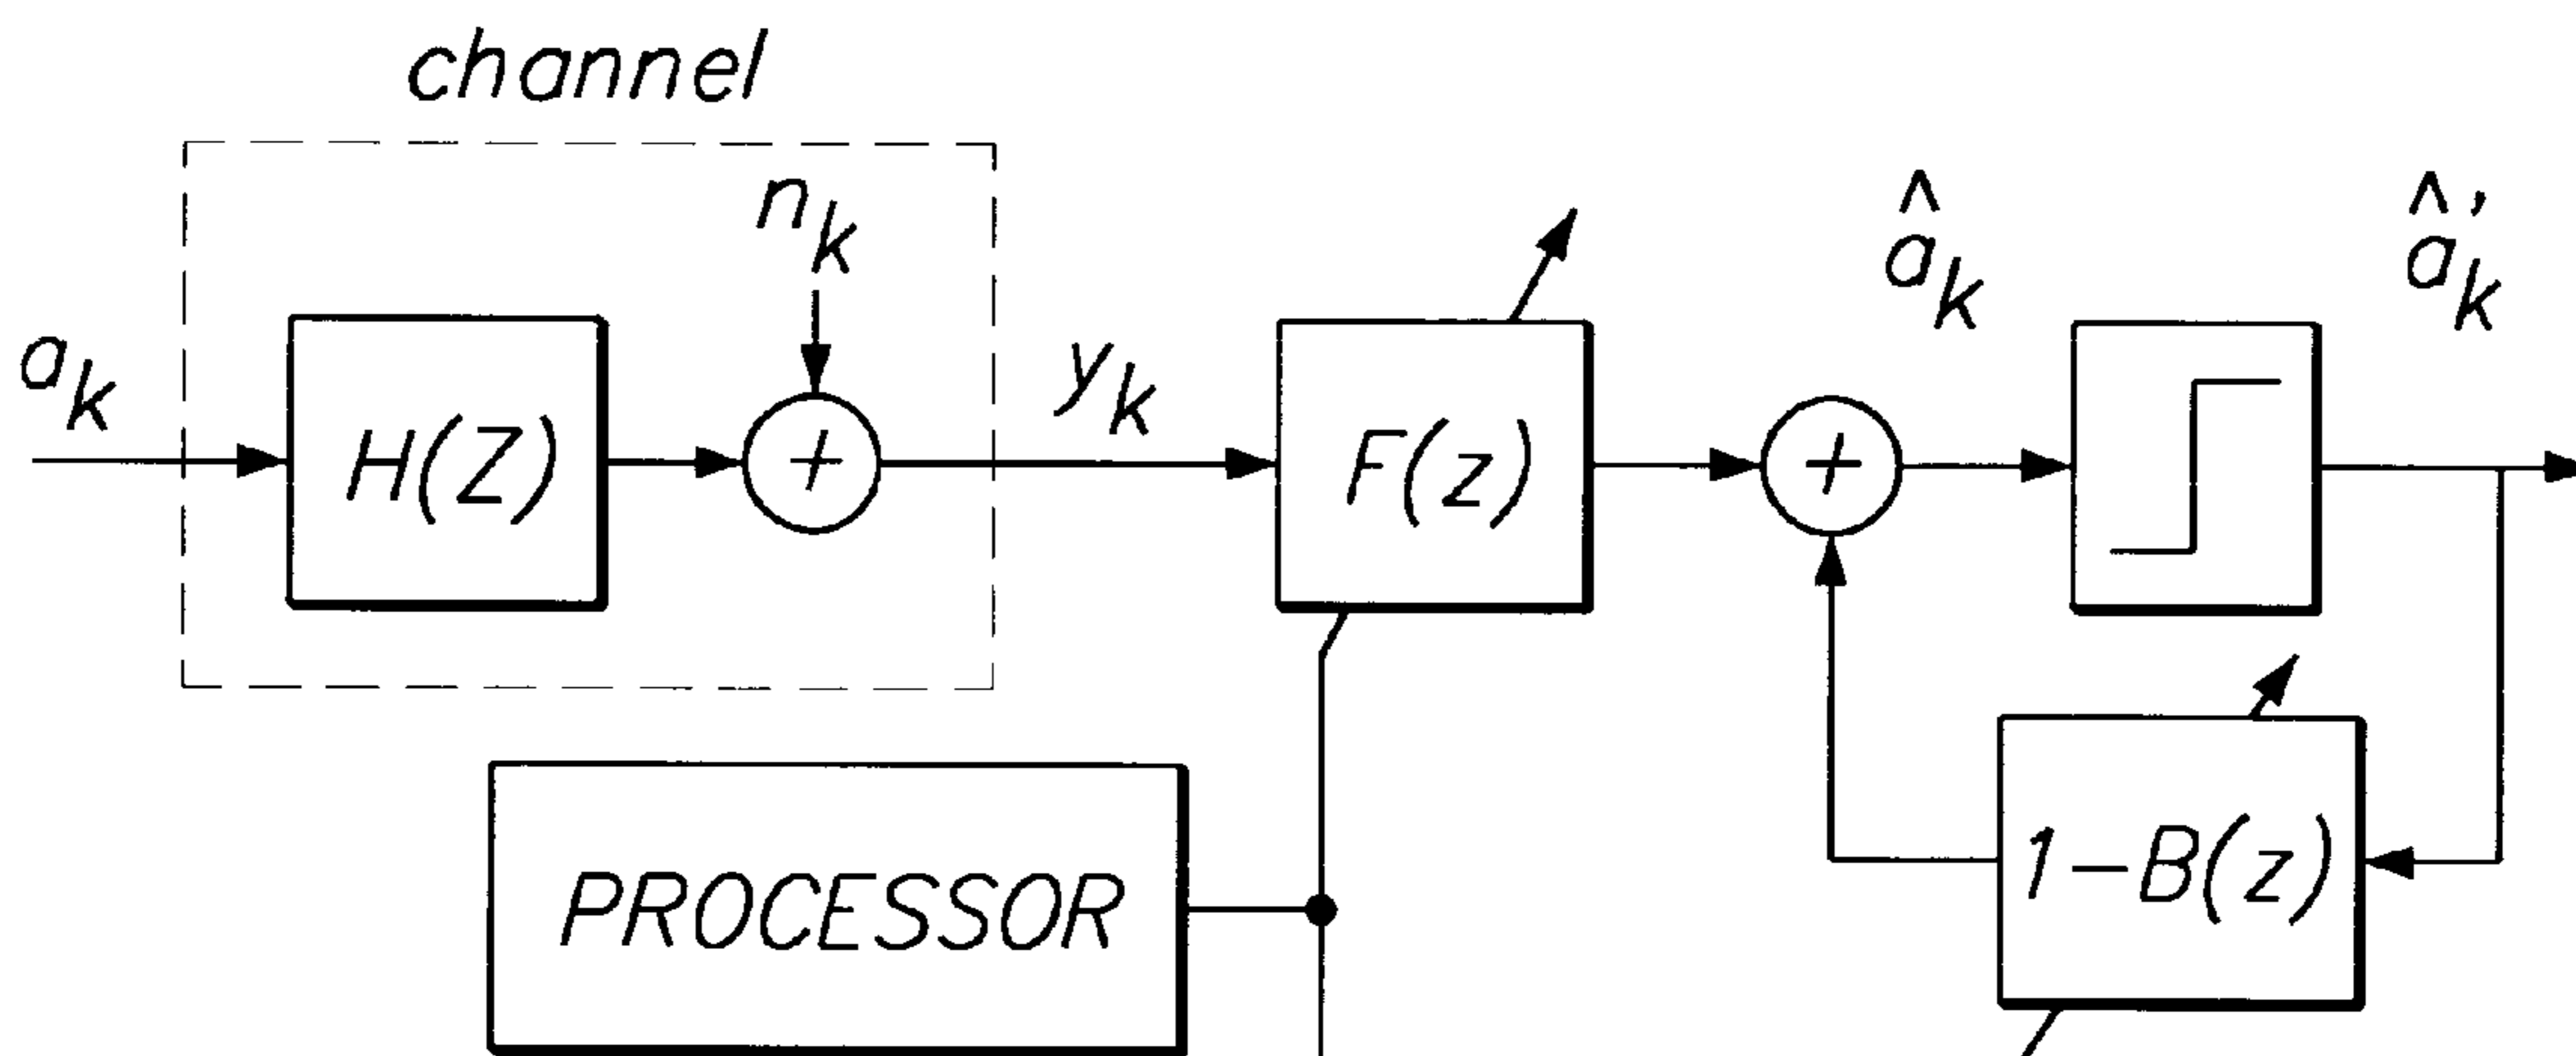 channel
n_k
a_k
H(Z)
+
y_k
F(z)
+
â_k
â'_k
1-B(z)
PROCESSOR